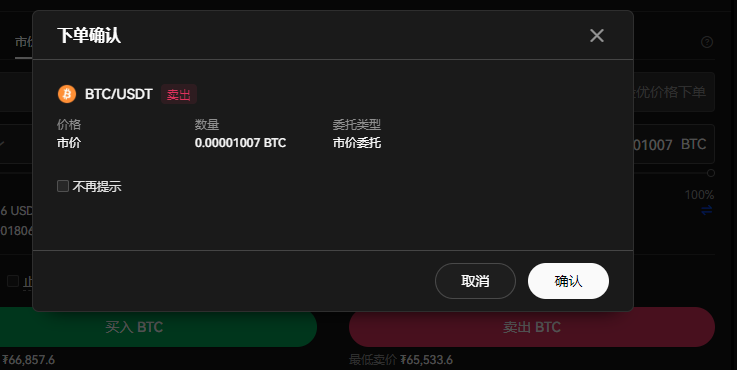 下单确认
市价
BTC/USDT 卖出
优价格下单
价格 数量 委托类型
市价 0.00001007 BTC 市价委托
01007 BTC
不再提示
100%
6 USD
01806
取消 确认
止
买入 BTC 卖出 BTC
₮66,857.6 最低卖价 ₮65,533.6